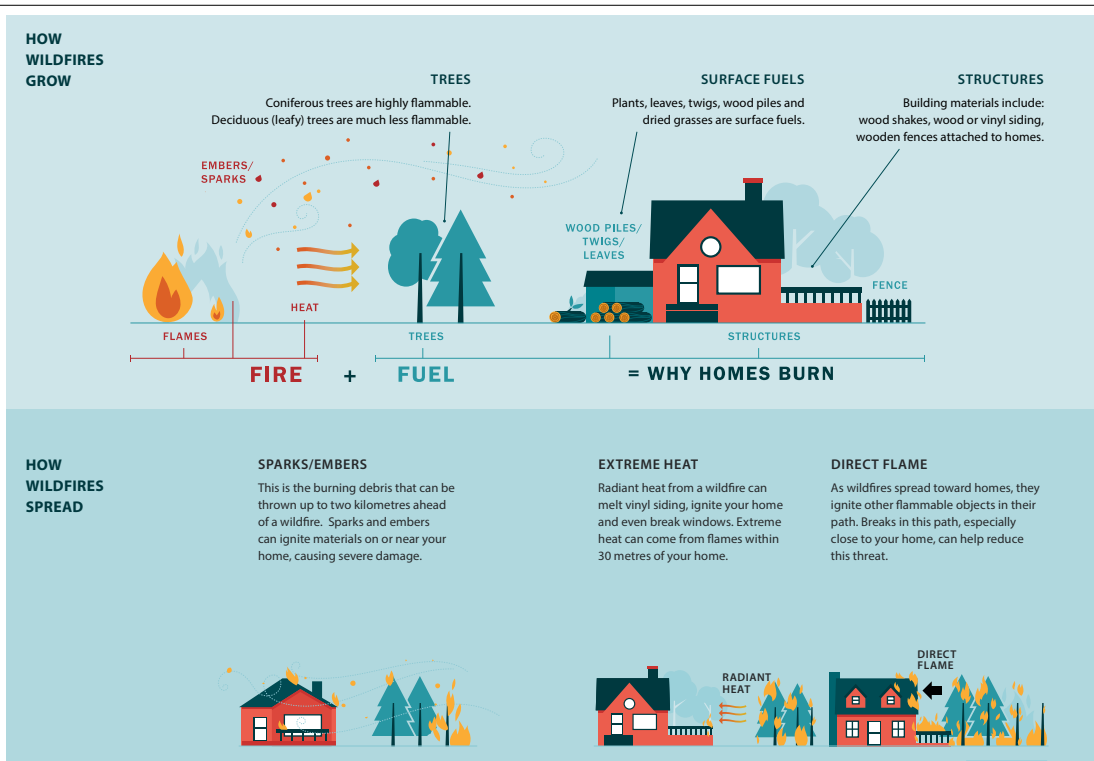 HOW
WILDFIRES
GROW
TREES
Coniferous trees are highly flammable.
Deciduous (leafy) trees are much less flammable.
SURFACE FUELS
Plants, leaves, twigs, wood piles and
dried grasses are surface fuels.
STRUCTURES
Building materials include:
wood shakes, wood or vinyl siding,
wooden fences attached to homes.
EMBERS/
SPARKS
WOOD PILES/
TWIGS/
LEAVES
FENCE
HEAT
FLAMES
TREES
STRUCTURES
FIRE + FUEL = WHY HOMES BURN
HOW
WILDFIRES
SPREAD
SPARKS/EMBERS
This is the burning debris that can be
thrown up to two kilometres ahead
of a wildfire. Sparks and embers
can ignite materials on or near your
home, causing severe damage.
EXTREME HEAT
Radiant heat from a wildfire can
melt vinyl siding, ignite your home
and even break windows. Extreme
heat can come from flames within
30 metres of your home.
DIRECT FLAME
As wildfires spread toward homes, they
ignite other flammable objects in their
path. Breaks in this path, especially
close to your home, can help reduce
this threat.
RADIANT
HEAT
DIRECT
FLAME